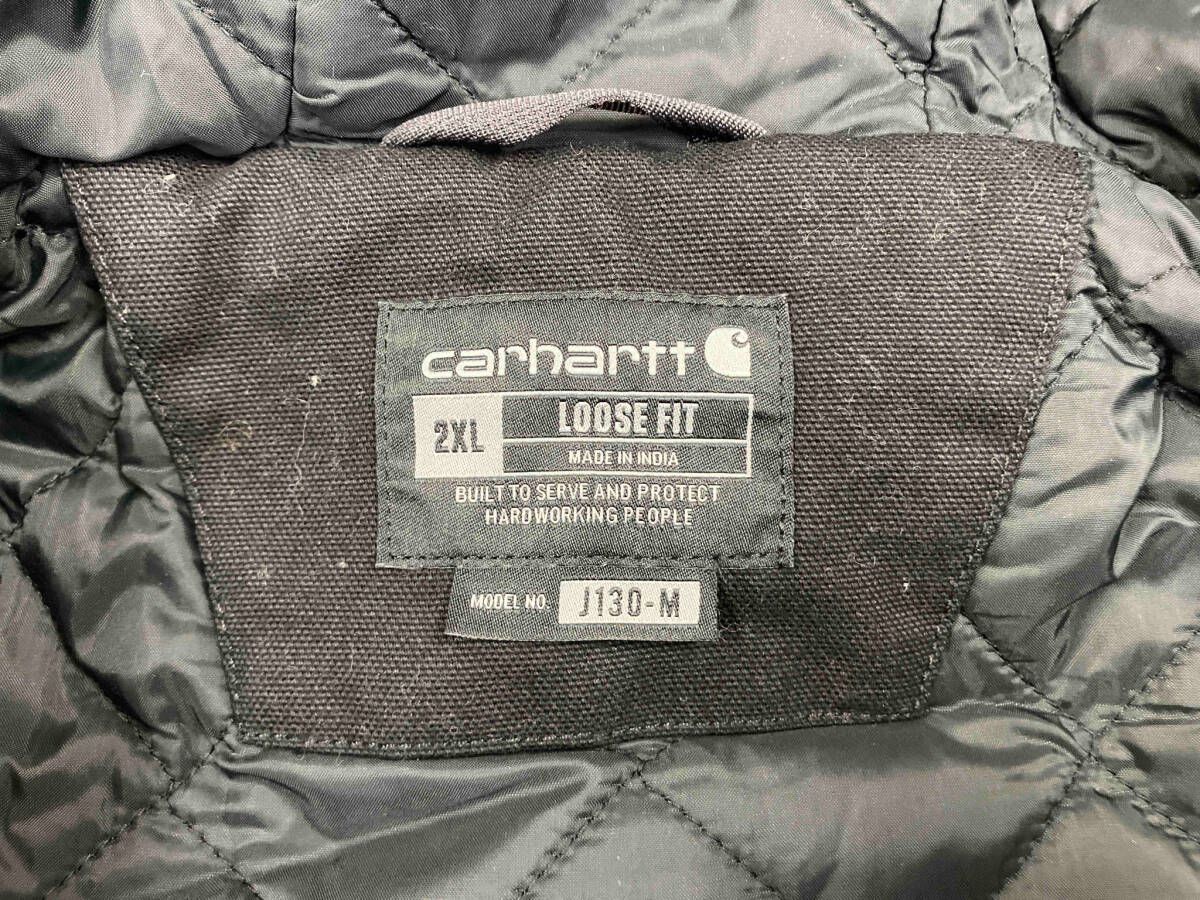 carhartt
2XL
LOOSE FIT
MADE IN INDIA
BUILT TO SERVE AND PROTECT
HARDWORKING PEOPLE
MODEL NO. J130-M